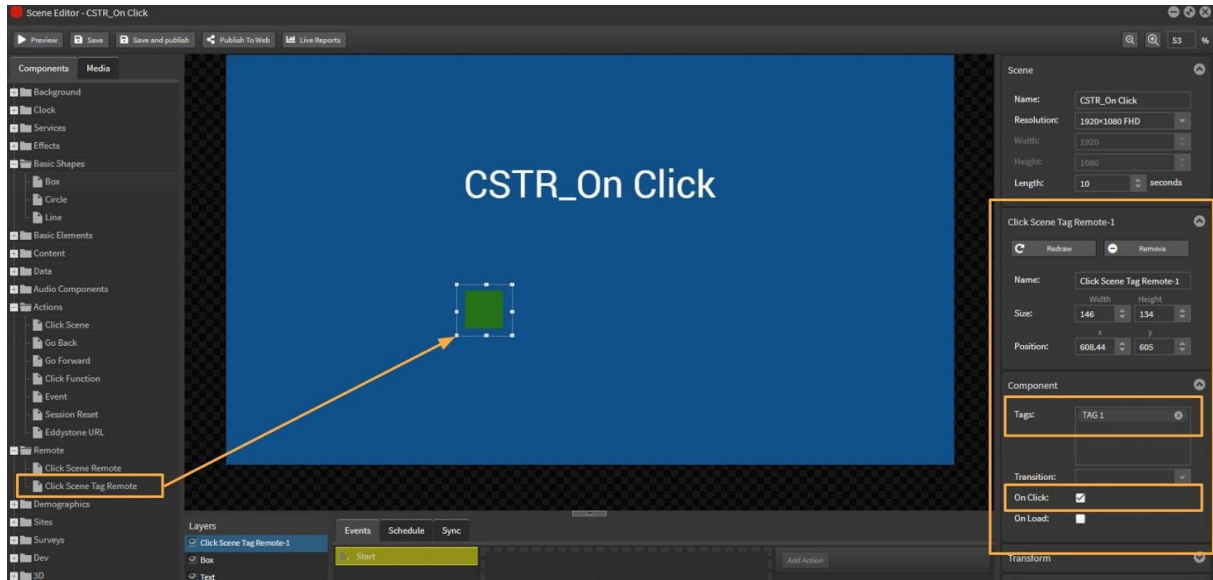 Scene Editor - CSTR_On Click
Preview Save Save and publish Publish To Web Live Reports 53 %
Components Media
Background
Clock
Services
Effects
Basic Shapes
Box
Circle
Line
Basic Elements
Content
Data
Audio Components
Actions
Click Scene
Go Back
Go Forward
Click Function
Event
Session Reset
Eddystone URL
Remote
Click Scene Remote
Click Scene Tag Remote
Demographics
Sites
Surveys
Dev
3D
CSTR_On Click
Layers
Click Scene Tag Remote-1
Box
Text
Events Schedule Sync
Start
Add Action
Scene
Name: CSTR_On Click
Resolution: 1920×1080 FHD
Width: 1920
Height: 1080
Length: 10 seconds
Click Scene Tag Remote-1
Redraw Remove
Name: Click Scene Tag Remote-1
Width Height
Size: 146 134
x y
Position: 608.44 605
Component
Tags: TAG 1
Transition:
On Click:
On Load:
Transform